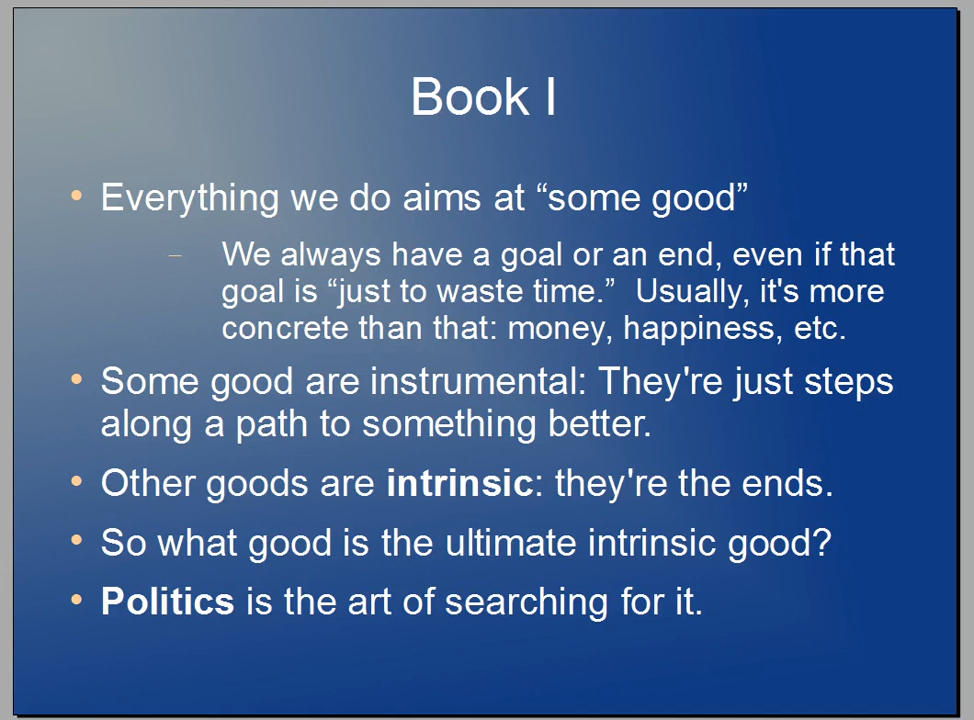 Book I
• Everything we do aims at “some good”
– We always have a goal or an end, even if that
goal is “just to waste time.”  Usually, it's more
concrete than that: money, happiness, etc.
• Some good are instrumental: They're just steps
along a path to something better.
• Other goods are intrinsic: they're the ends.
• So what good is the ultimate intrinsic good?
• Politics is the art of searching for it.